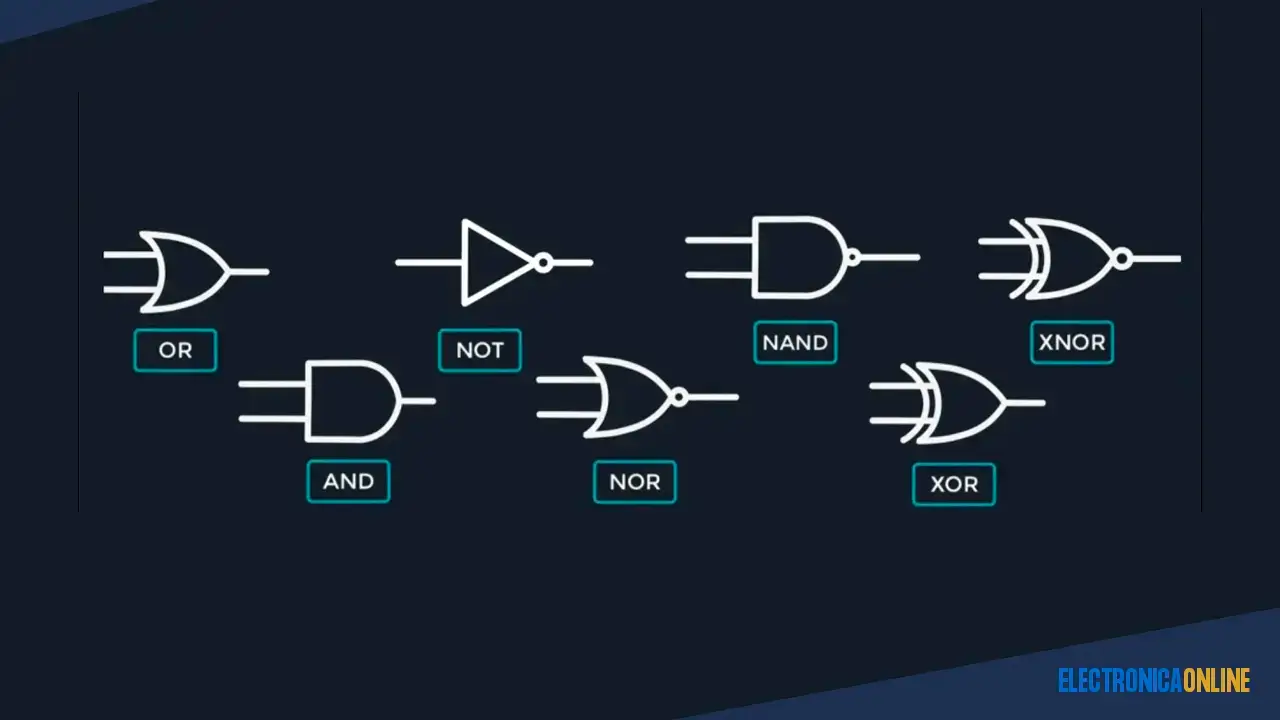 OR
NOT
NAND
XNOR
AND
NOR
XOR
ELECTRONICAONLINE